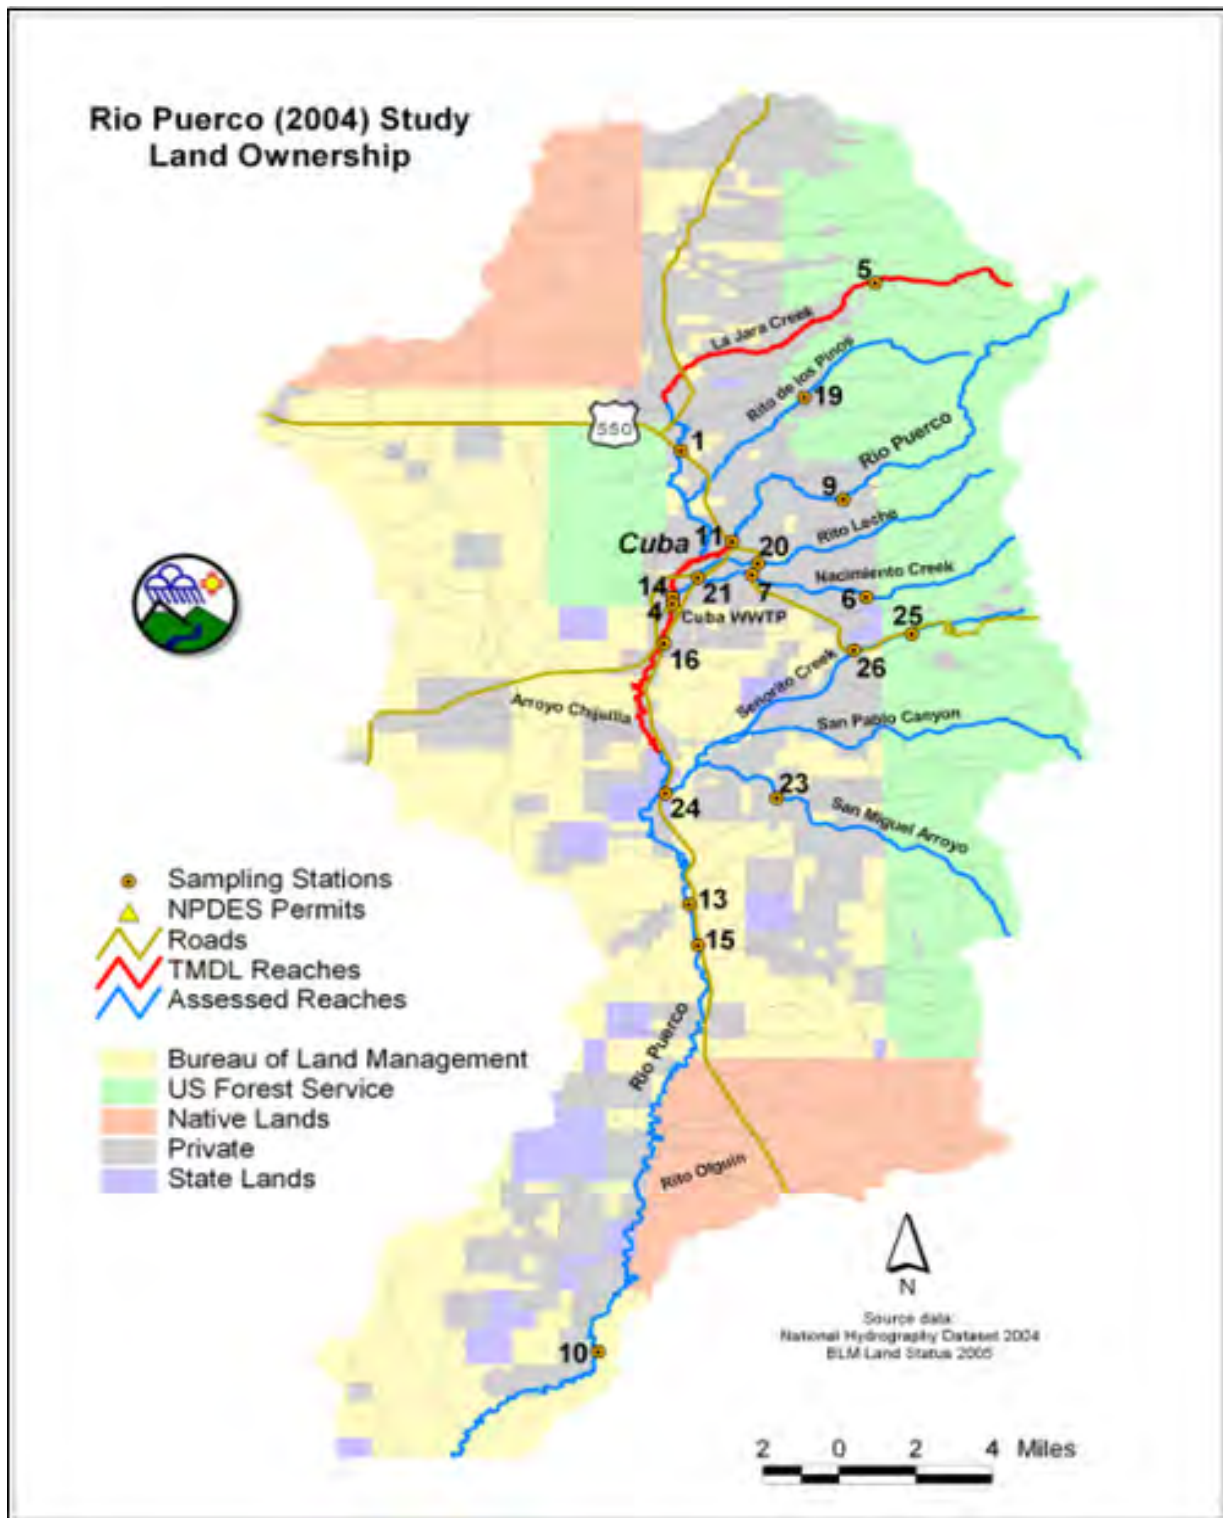 Rio Puerco (2004) Study
Land Ownership
5
La Jara Creek
Rito de los Pinos
19
550
1
Rio Puerco
9
Rito Leche
Cuba
11
20
Nacimiento Creek
14
21
7
6
4
Cuba WWTP
25
16
26
Señorito Creek
Arroyo Chijuilla
San Pablo Canyon
24
23
San Miguel Arroyo
13
15
Sampling Stations
NPDES Permits
Roads
TMDL Reaches
Assessed Reaches
Rio Puerco
Bureau of Land Management
US Forest Service
Native Lands
Private
State Lands
Rito Olguin
N
Source data:
National Hydrography Dataset 2004
BLM Land Status 2005
10
2 0 2 4 Miles